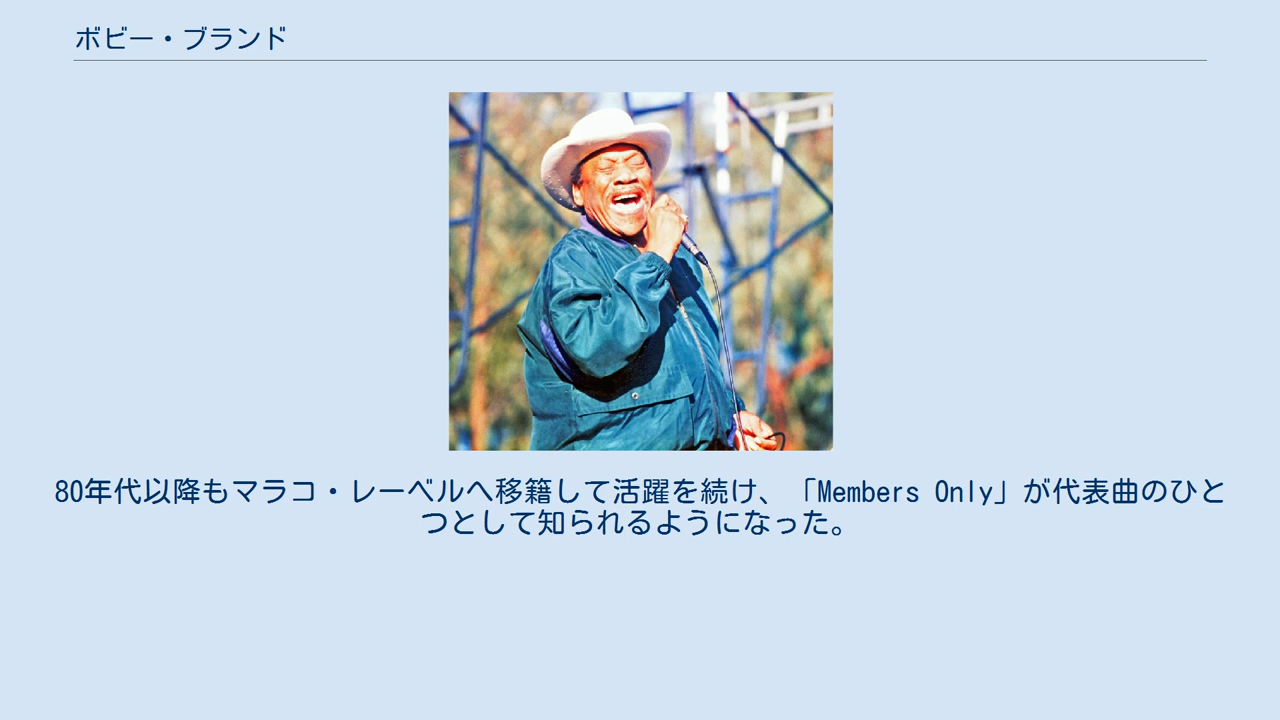 ボビー・ブランド
80年代以降もマラコ・レーベルへ移籍して活躍を続け、「Members Only」が代表曲のひと
つとして知られるようになった。